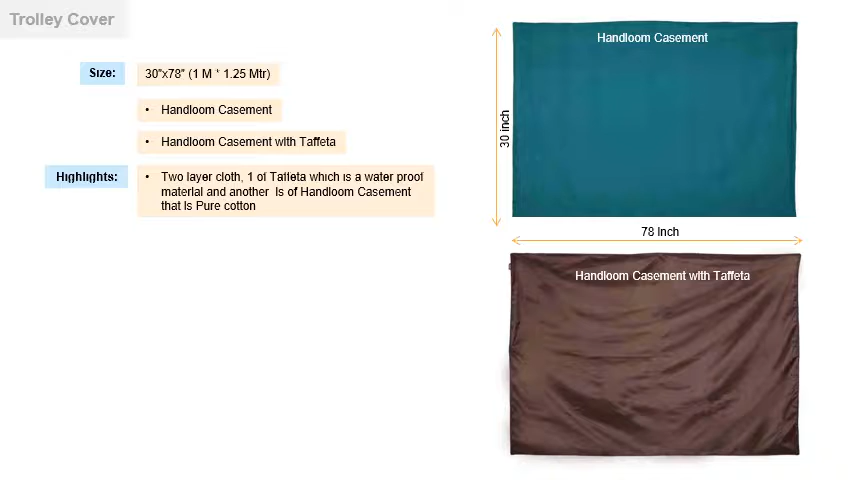 Trolley Cover
Size:
30"x78" (1 M * 1.25 Mtr)
• Handloom Casement
• Handloom Casement with Taffeta
Highlights:
• Two layer cloth, 1 of Taffeta which is a water proof
material and another Is of Handloom Casement
that is Pure cotton
Handloom Casement
30 inch
78 Inch
Handloom Casement with Taffeta